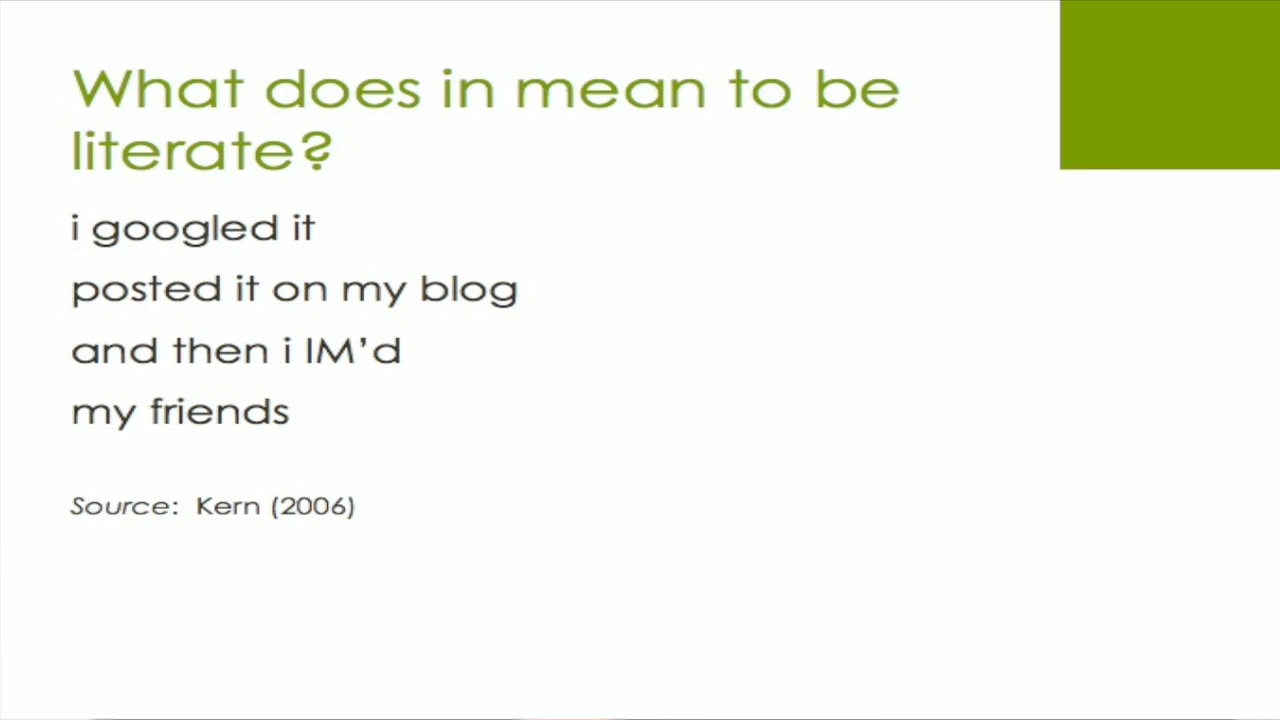 What does in mean to be
literate?
i googled it
posted it on my blog
and then i IM’d
my friends
Source: Kern (2006)